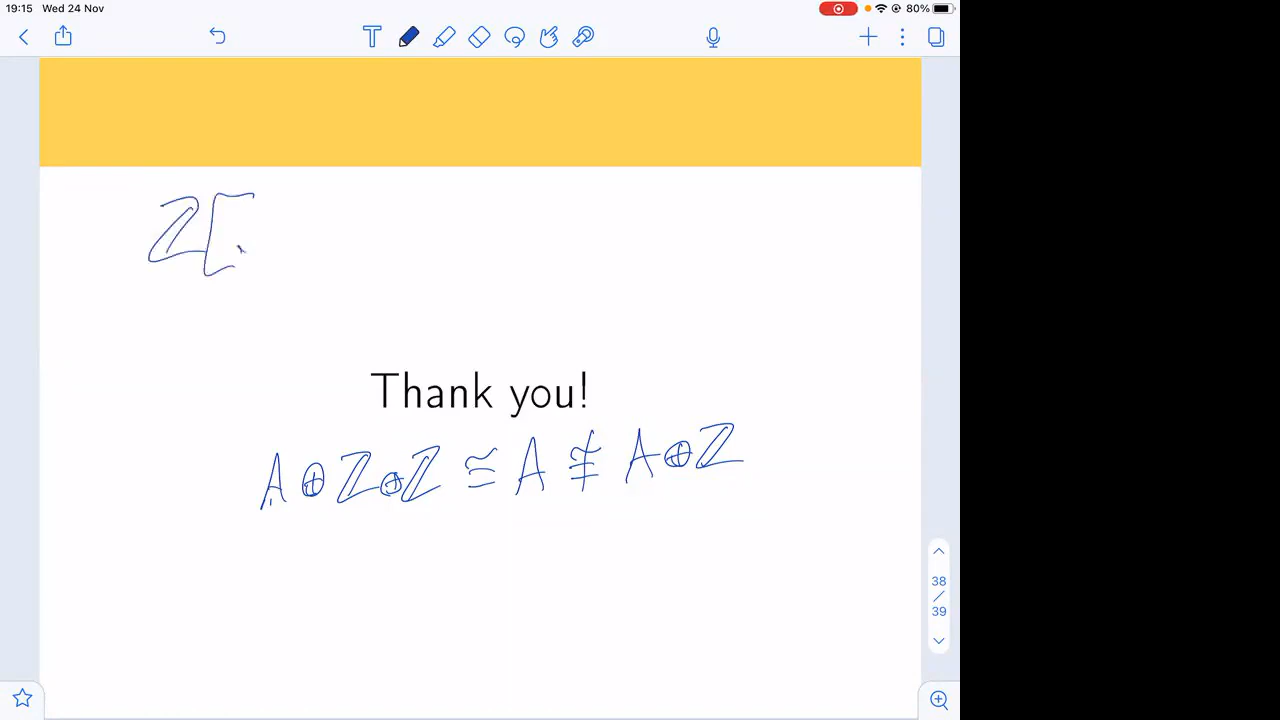 19:15 Wed 24 Nov 80%
T
ℤ[
Thank you!
A ⊕ ℤ ⊕ ℤ ≅ A ≇ A ⊕ ℤ
38
/
39